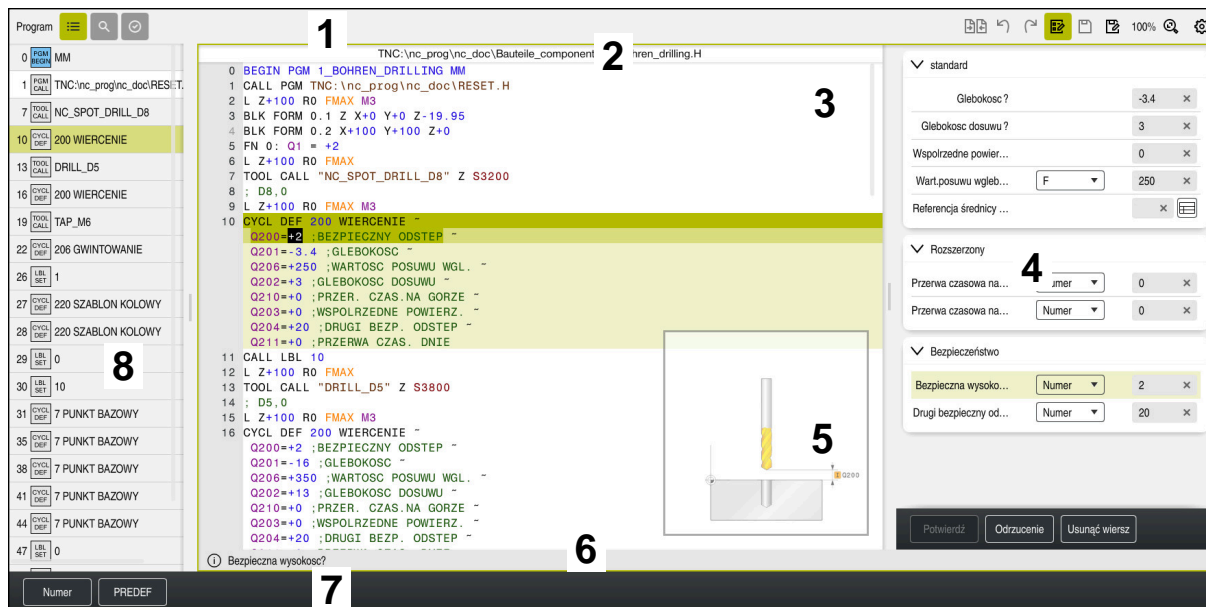 Program
1
100%
0 PGM BEGIN MM
1 PGM CALL TNC:\nc_prog\nc_doc\RESET.
7 TOOL CALL NC_SPOT_DRILL_D8
10 CYCL DEF 200 WIERCENIE
13 TOOL CALL DRILL_D5
16 CYCL DEF 200 WIERCENIE
19 TOOL CALL TAP_M6
22 CYCL DEF 206 GWINTOWANIE
26 LBL SET 1
27 CYCL DEF 220 SZABLON KOLOWY
28 CYCL DEF 220 SZABLON KOLOWY
29 LBL SET 0
8
30 LBL SET 10
31 CYCL DEF 7 PUNKT BAZOWY
35 CYCL DEF 7 PUNKT BAZOWY
38 CYCL DEF 7 PUNKT BAZOWY
41 CYCL DEF 7 PUNKT BAZOWY
44 CYCL DEF 7 PUNKT BAZOWY
47 LBL SET 0
TNC:\nc_prog\nc_doc\Bauteile_component 2 hren_drilling.H
3
0 BEGIN PGM 1_BOHREN_DRILLING MM
1 CALL PGM TNC:\nc_prog\nc_doc\RESET.H
2 L Z+100 R0 FMAX M3
3 BLK FORM 0.1 Z X+0 Y+0 Z-19.95
4 BLK FORM 0.2 X+100 Y+100 Z+0
5 FN 0: Q1 = +2
6 L Z+100 R0 FMAX
7 TOOL CALL "NC_SPOT_DRILL_D8" Z S3200
8 ; D8,0
9 L Z+100 R0 FMAX M3
10 CYCL DEF 200 WIERCENIE ~
Q200=+2 ;BEZPIECZNY ODSTEP ~
Q201=-3.4 ;GLEBOKOSC ~
Q206=+250 ;WARTOSC POSUWU WGL. ~
Q202=+3 ;GLEBOKOSC DOSUWU ~
Q210=+0 ;PRZER. CZAS.NA GORZE ~
Q203=+0 ;WSPOLRZEDNE POWIERZ. ~
Q204=+20 ;DRUGI BEZP. ODSTEP ~
Q211=+0 ;PRZERWA CZAS. DNIE
11 CALL LBL 10
12 L Z+100 R0 FMAX
13 TOOL CALL "DRILL_D5" Z S3800
14 ; D5,0
15 L Z+100 R0 FMAX M3
16 CYCL DEF 200 WIERCENIE ~
Q200=+2 ;BEZPIECZNY ODSTEP ~
Q201=-16 ;GLEBOKOSC ~
Q206=+350 ;WARTOSC POSUWU WGL. ~
Q202=+13 ;GLEBOKOSC DOSUWU ~
Q210=+0 ;PRZER. CZAS.NA GORZE ~
Q203=+0 ;WSPOLRZEDNE POWIERZ. ~
Q204=+20 ;DRUGI BEZP. ODSTEP ~
5
Q200
6
Bezpieczna wysokosc?
standard
Glebokosc? -3.4
Glebokosc dosuwu? 3
Wspolrzedne powier... 0
Wart.posuwu wgleb... F 250
Referencja średnicy ...
Rozszerzony
4
Przerwa czasowa na... umer 0
Przerwa czasowa na... Numer 0
Bezpieczeństwo
Bezpieczna wysoko... Numer 2
Drugi bezpieczny od... Numer 20
Potwierdź Odrzucenie Usunąć wiersz
Numer PREDEF
7